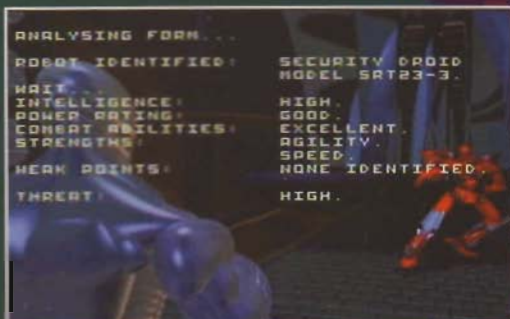 ANALYSING FORM...
ROBOT IDENTIFIED: SECURITY DROID
MODEL SRT23-3.
WAIT...
INTELLIGENCE: HIGH.
POWER RATING: GOOD.
COMBAT ABILITIES: EXCELLENT.
STRENGTHS: AGILITY.
SPEED.
WEAK POINTS: NONE IDENTIFIED.
THREAT: HIGH.